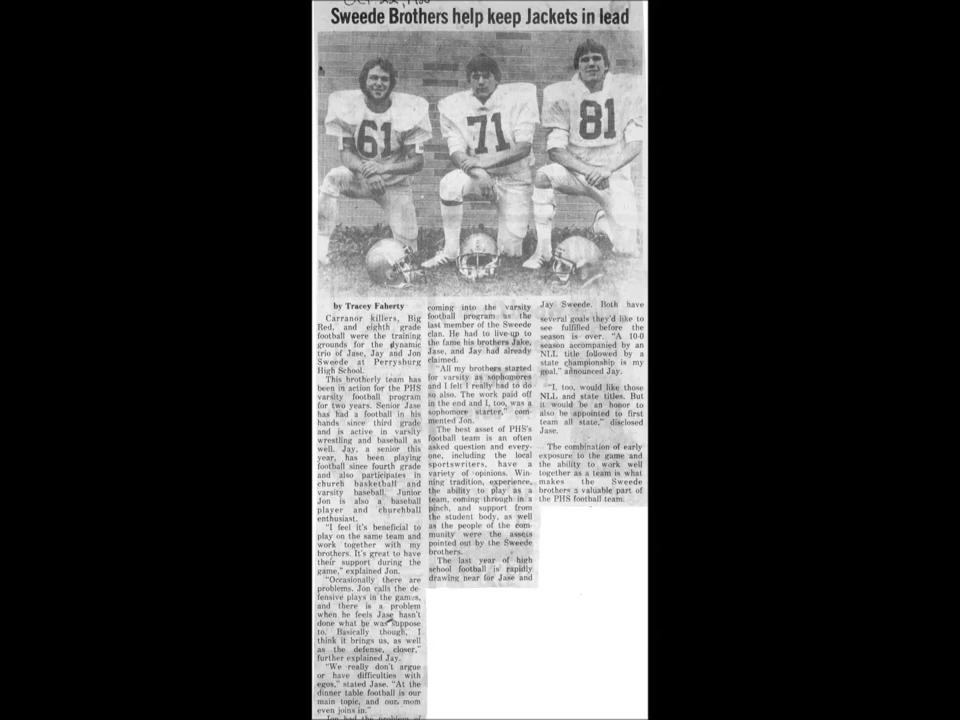 Oct. 22, 
Sweede Brothers help keep Jackets in lead
61
71
81
by Tracey Faherty
Carranor killers, Big
Red, and eighth grade
football were the training
grounds for the dynamic
trio of Jase, Jay and Jon
Sweede at Perrysburg
High School.
This brotherly team has
been in action for the PHS
varsity football program
for two years. Senior Jase
has had a football in his
hands since third grade
and is active in varsity
wrestling and baseball as
well. Jay, a senior this
year, has been playing
football since fourth grade
and also participates in
church basketball and
varsity baseball. Junior
Jon is also a baseball
player and churchball
enthusiast.
"I feel it's beneficial to
play on the same team and
work together with my
brothers. It's great to have
their support during the
game," explained Jon.
"Occasionally there are
problems. Jon calls the de-
fensive plays in the games,
and there is a problem
when he feels Jase hasn't
done what he was suppose
to. Basically though, I
think it brings us, as well
as the defense, closer,"
further explained Jay.
"We really don't argue
or have difficulties with
egos," stated Jase. "At the
dinner table football is our
main topic, and our mom
even joins in."
Jon had the problem of
coming into the varsity
football program as the
last member of the Sweede
clan. He had to live up to
the fame his brothers Jake,
Jase, and Jay had already
claimed.
"All my brothers started
for varsity as sophomores
and I felt I really had to do
so also. The work paid off
in the end and I, too, was a
sophomore starter," com-
mented Jon.
The best asset of PHS's
football team is an often
asked question and every-
one, including the local
sportswriters, have a
variety of opinions. Win-
ning tradition, experience,
the ability to play as a
team, coming through in a
pinch, and support from
the student body, as well
as the people of the com-
munity were the assets
pointed out by the Sweede
brothers.
The last year of high
school football is rapidly
drawing near for Jase and
Jay Sweede. Both have
several goals they'd like to
see fulfilled before the
season is over. "A 10-0
season accompanied by an
NLL title followed by a
state championship is my
goal," announced Jay.
"I, too, would like those
NLL and state titles. But
it would be an honor to
also be appointed to first
team all state," disclosed
Jase.
The combination of early
exposure to the game and
the ability to work well
together as a team is what
makes the Sweede
brothers a valuable part of
the PHS football team.